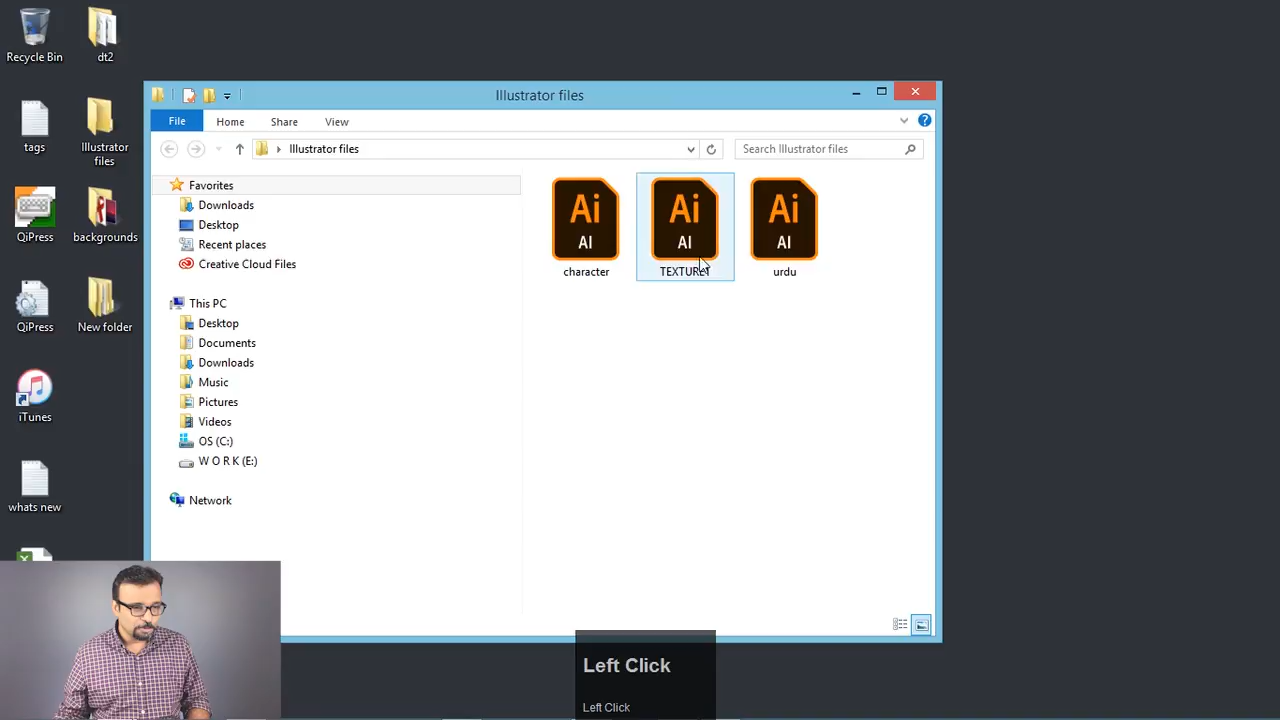 Recycle Bin
dt2
tags
Illustrator
files
QiPress
backgrounds
QiPress
New folder
iTunes
whats new
Illustrator files
File
Home
Share
View
Illustrator files
Search Illustrator files
Favorites
Downloads
Desktop
Recent places
Creative Cloud Files
This PC
Desktop
Documents
Downloads
Music
Pictures
Videos
OS (C:)
W O R K (E:)
Network
Ai
AI
character
Ai
AI
Ai
AI
urdu
Left Click
Left Click